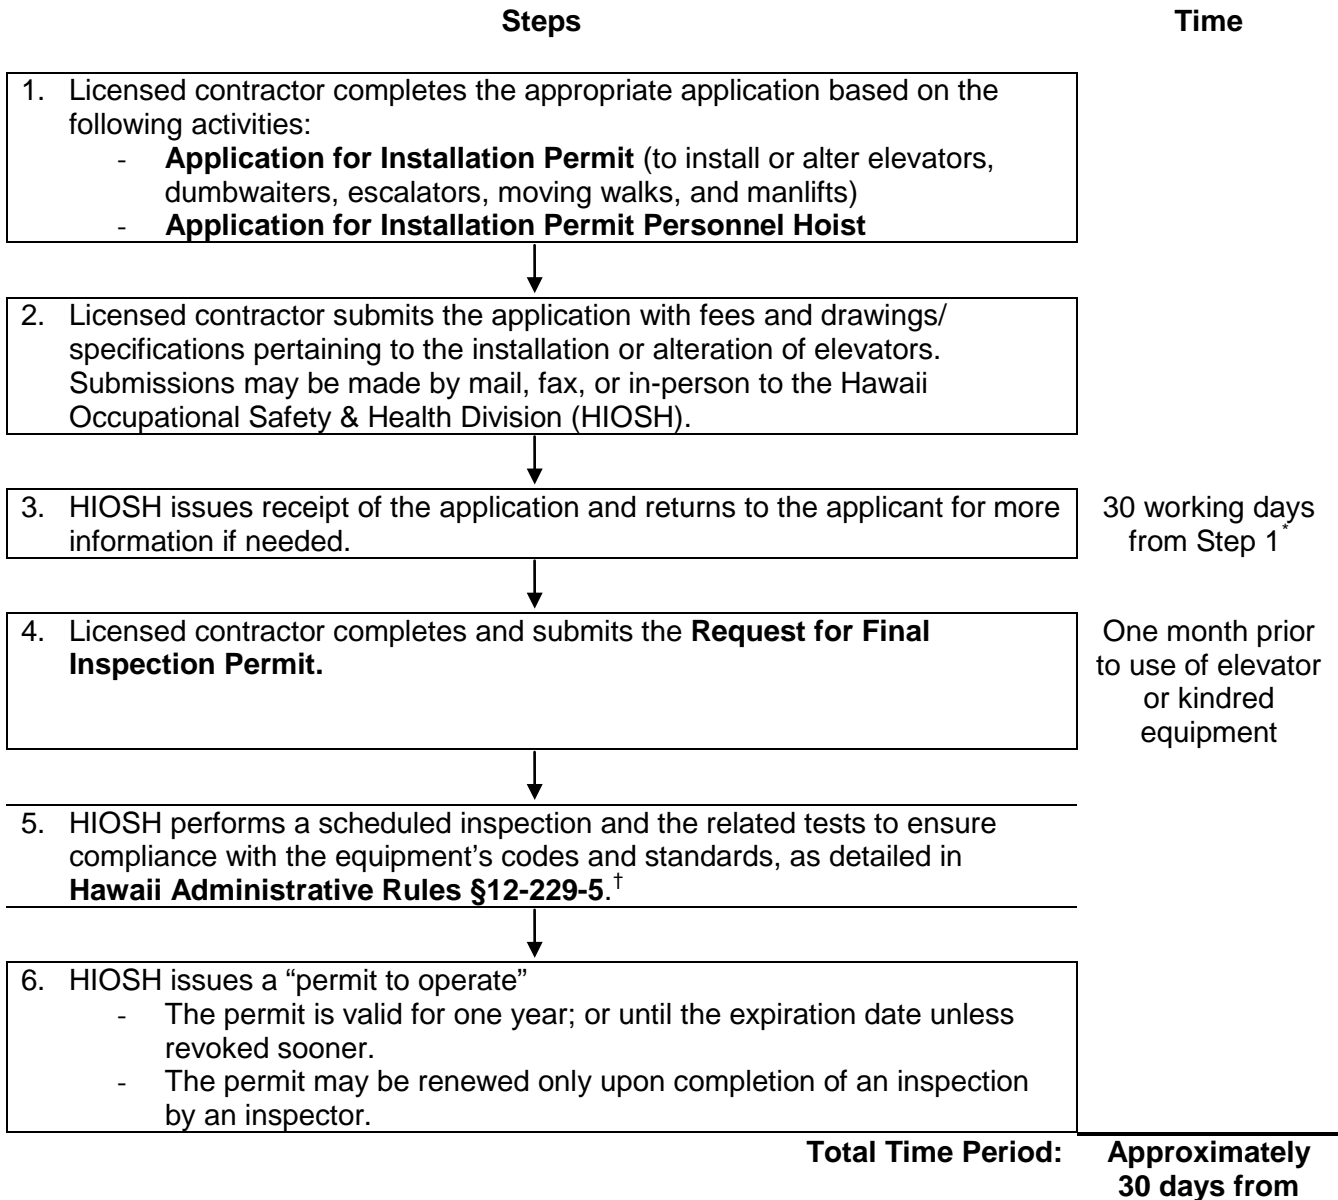 Steps
Time
1. Licensed contractor completes the appropriate application based on the
following activities:
- Application for Installation Permit (to install or alter elevators,
dumbwaiters, escalators, moving walks, and manlifts)
- Application for Installation Permit Personnel Hoist
2. Licensed contractor submits the application with fees and drawings/
specifications pertaining to the installation or alteration of elevators.
Submissions may be made by mail, fax, or in-person to the Hawaii
Occupational Safety & Health Division (HIOSH).
3. HIOSH issues receipt of the application and returns to the applicant for more
information if needed.
30 working days
from Step 1*
4. Licensed contractor completes and submits the Request for Final
Inspection Permit.
One month prior
to use of elevator
or kindred
equipment
5. HIOSH performs a scheduled inspection and the related tests to ensure
compliance with the equipment’s codes and standards, as detailed in
Hawaii Administrative Rules §12-229-5.†
6. HIOSH issues a “permit to operate”
- The permit is valid for one year; or until the expiration date unless
revoked sooner.
- The permit may be renewed only upon completion of an inspection
by an inspector.
Total Time Period:
Approximately
30 days from